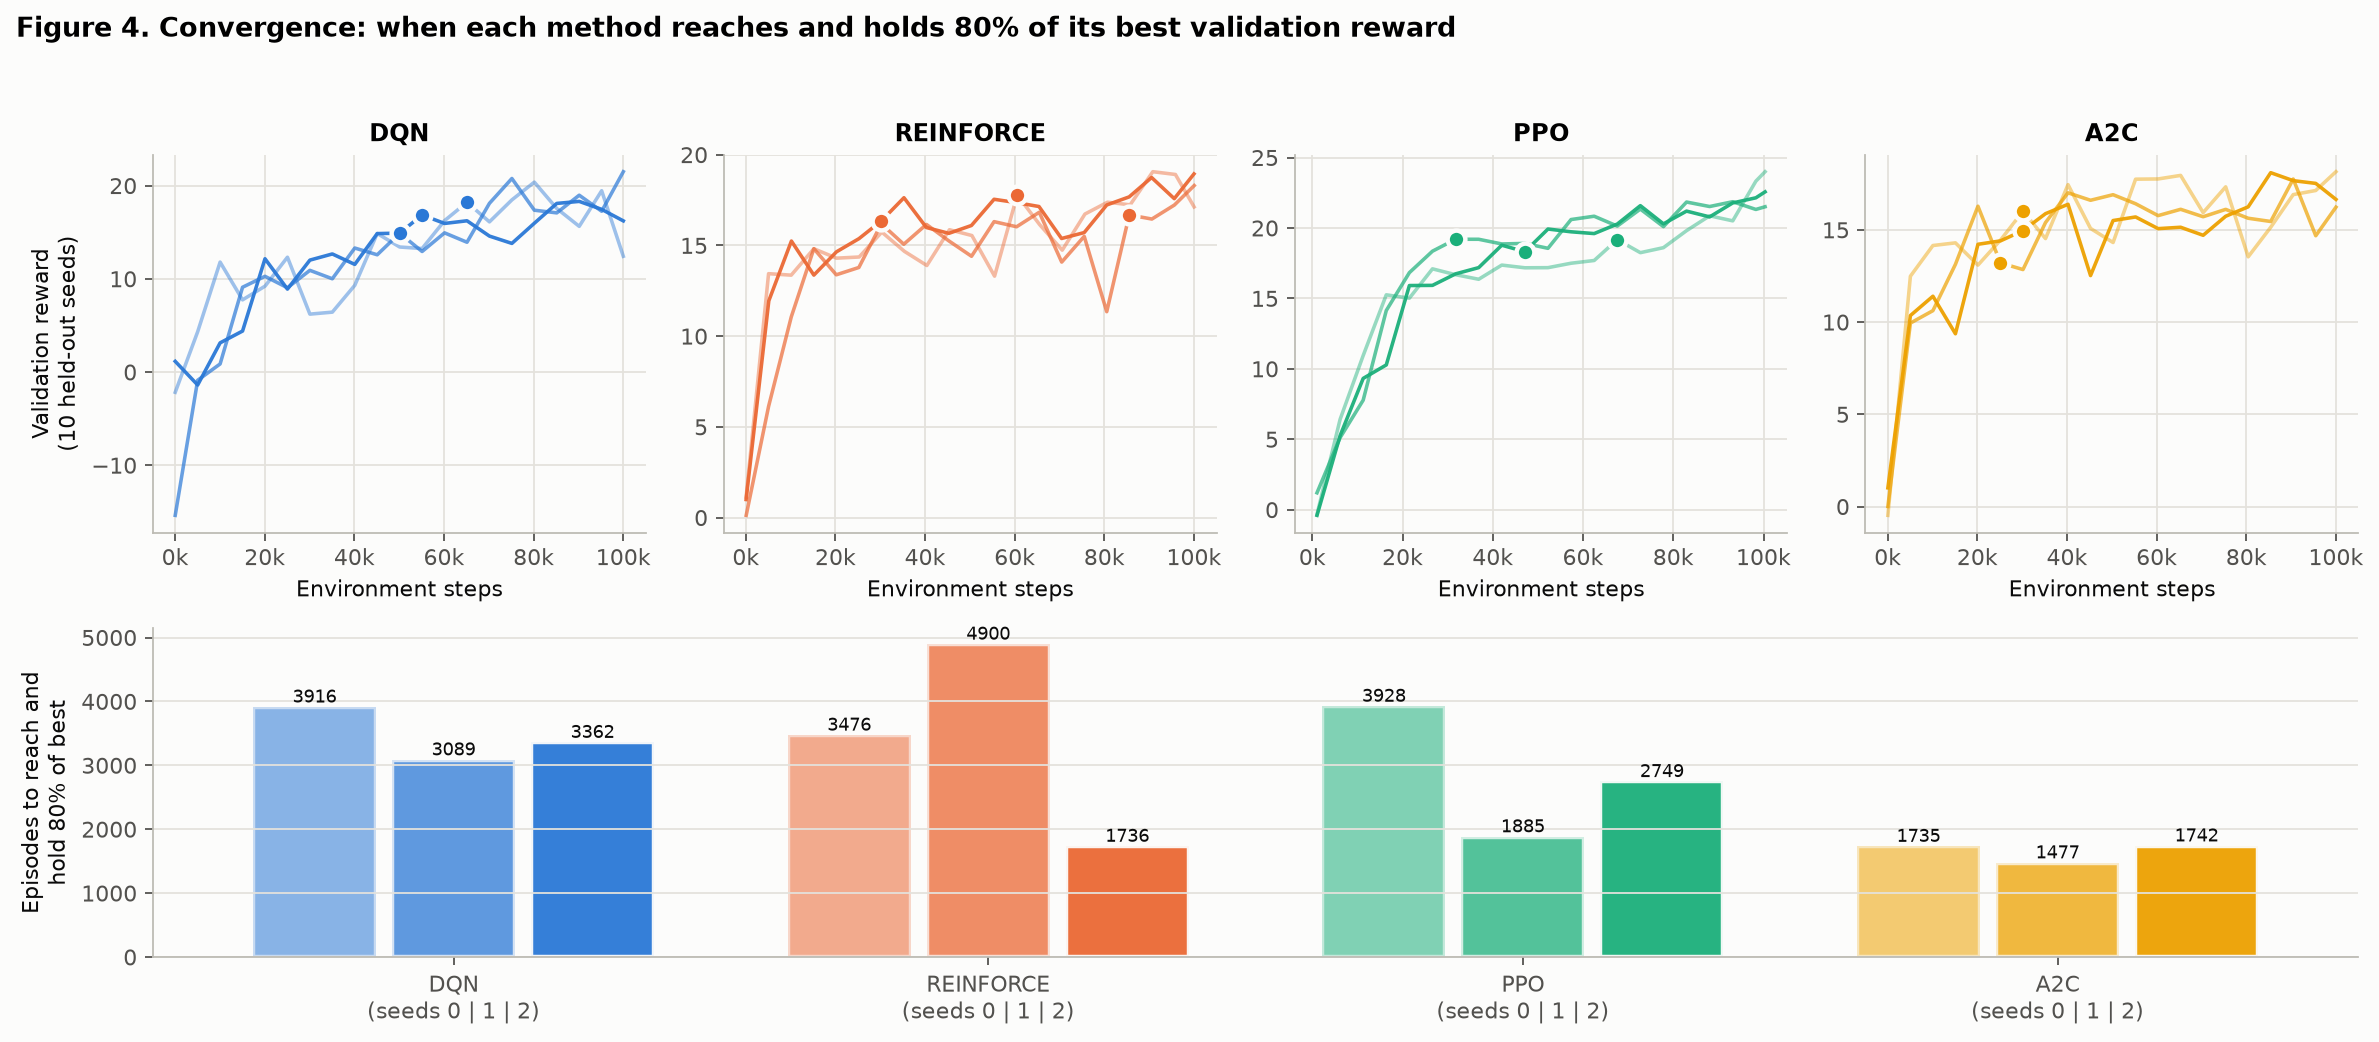 Figure 4. Convergence: when each method reaches and holds 80% of its best validation reward
DQN
REINFORCE
PPO
A2C
Validation reward
(10 held-out seeds)
20
10
0
−10
0k 20k 40k 60k 80k 100k
Environment steps
20
15
10
5
0
0k 20k 40k 60k 80k 100k
Environment steps
25
20
15
10
5
0
0k 20k 40k 60k 80k 100k
Environment steps
15
10
5
0
0k 20k 40k 60k 80k 100k
Environment steps
Episodes to reach and
hold 80% of best
5000
4000
3000
2000
1000
0
3916
3089
3362
3476
4900
1736
3928
1885
2749
1735
1477
1742
DQN
(seeds 0 | 1 | 2)
REINFORCE
(seeds 0 | 1 | 2)
PPO
(seeds 0 | 1 | 2)
A2C
(seeds 0 | 1 | 2)